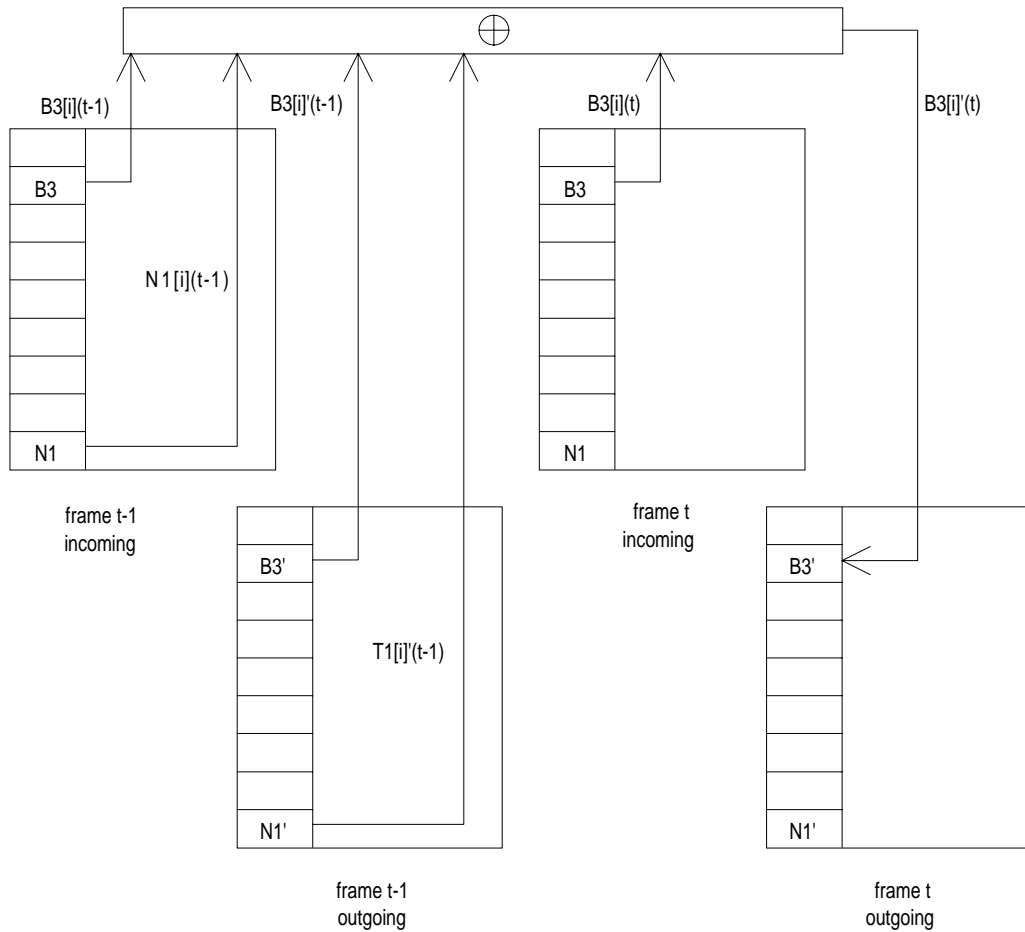 B3[i](t-1)
B3[i]'(t-1)
B3[i](t)
B3[i]'(t)
B3
N1[i](t-1)
N1
frame t-1
incoming
B3
N1
frame t
incoming
B3'
T1[i]'(t-1)
N1'
frame t-1
outgoing
B3'
N1'
frame t
outgoing